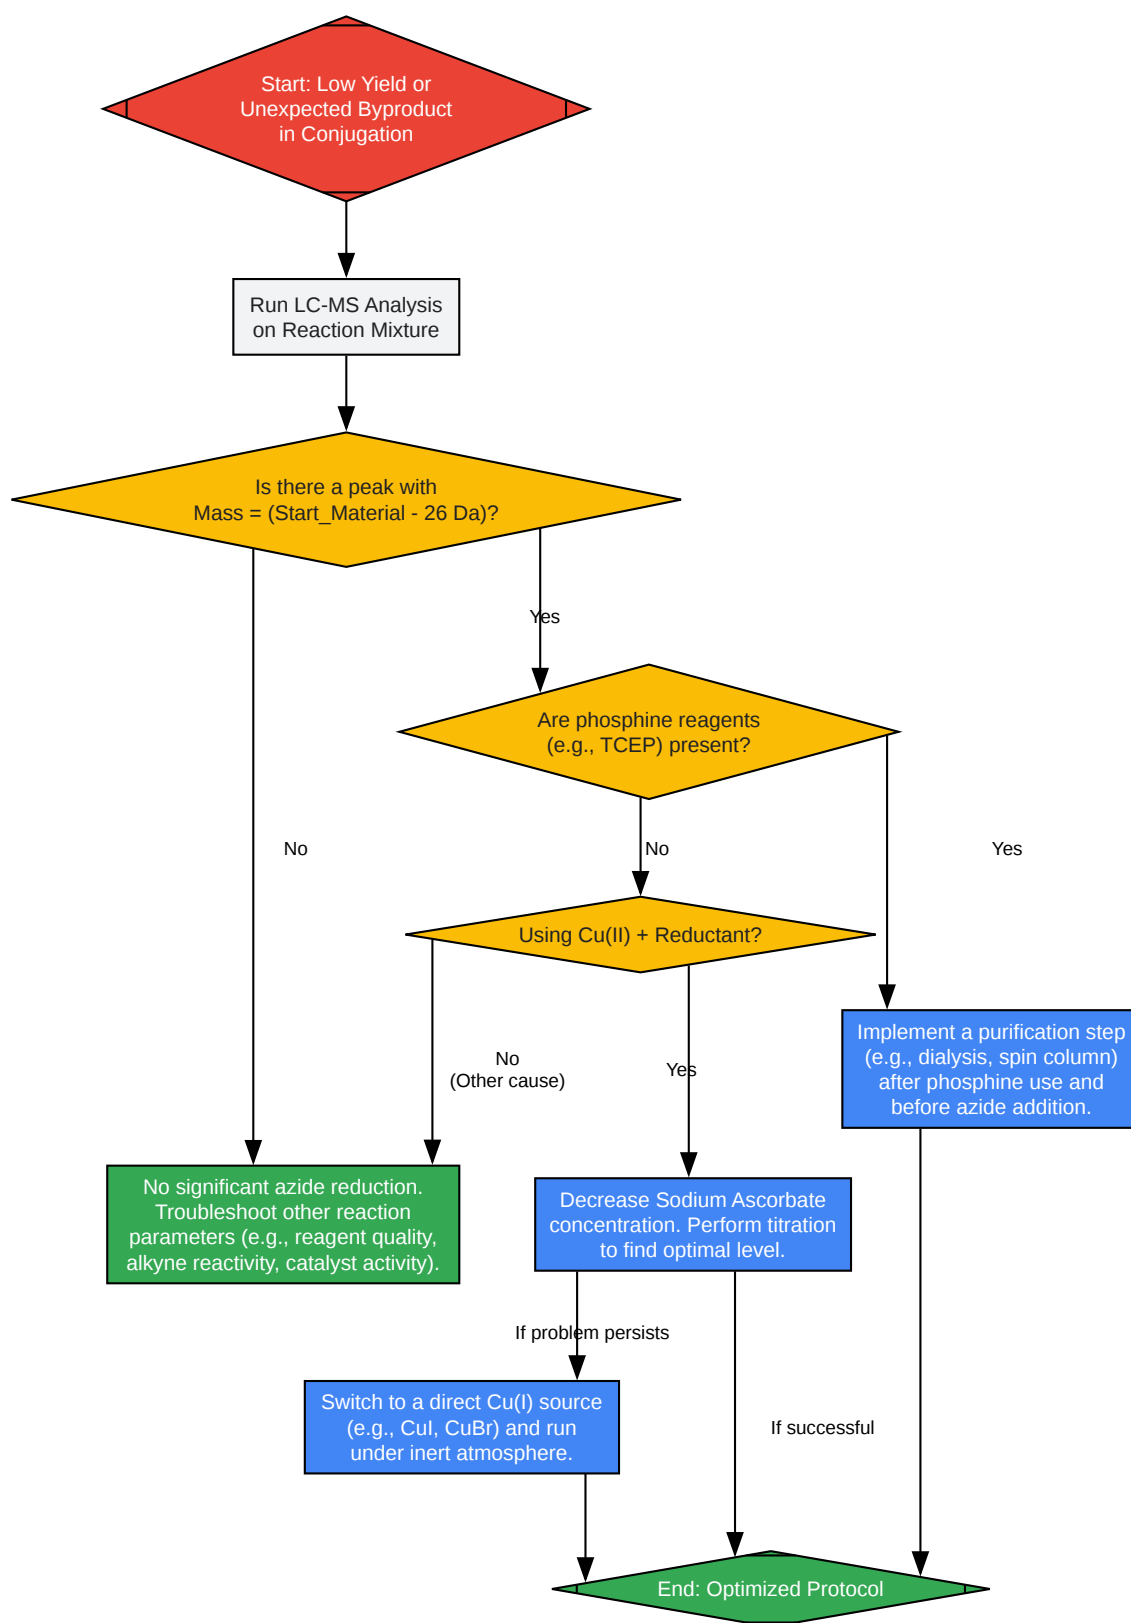 Start: Low Yield or
Unexpected Byproduct
in Conjugation
Run LC-MS Analysis
on Reaction Mixture
Is there a peak with
Mass = (Start_Material - 26 Da)?
Yes
Are phosphine reagents
(e.g., TCEP) present?
No
No
Yes
Using Cu(II) + Reductant?
No
(Other cause)
Yes
Implement a purification step
(e.g., dialysis, spin column)
after phosphine use and
before azide addition.
No significant azide reduction.
Troubleshoot other reaction
parameters (e.g., reagent quality,
alkyne reactivity, catalyst activity).
Decrease Sodium Ascorbate
concentration. Perform titration
to find optimal level.
If problem persists
Switch to a direct Cu(I) source
(e.g., CuI, CuBr) and run
under inert atmosphere.
If successful
End: Optimized Protocol